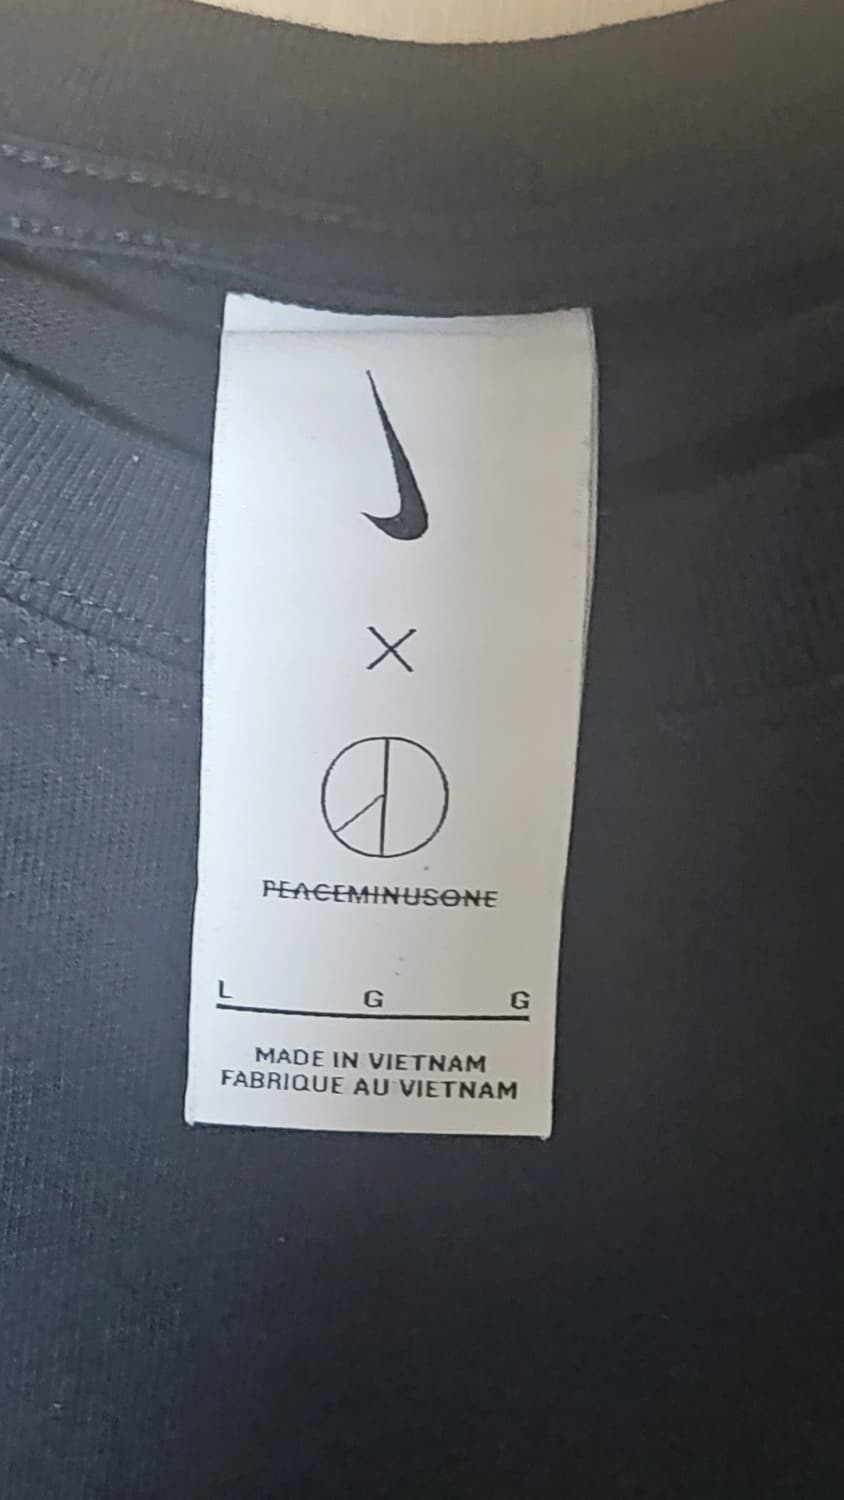 X
PEACEMINUSONE
L G G
MADE IN VIETNAM
FABRIQUE AU VIETNAM